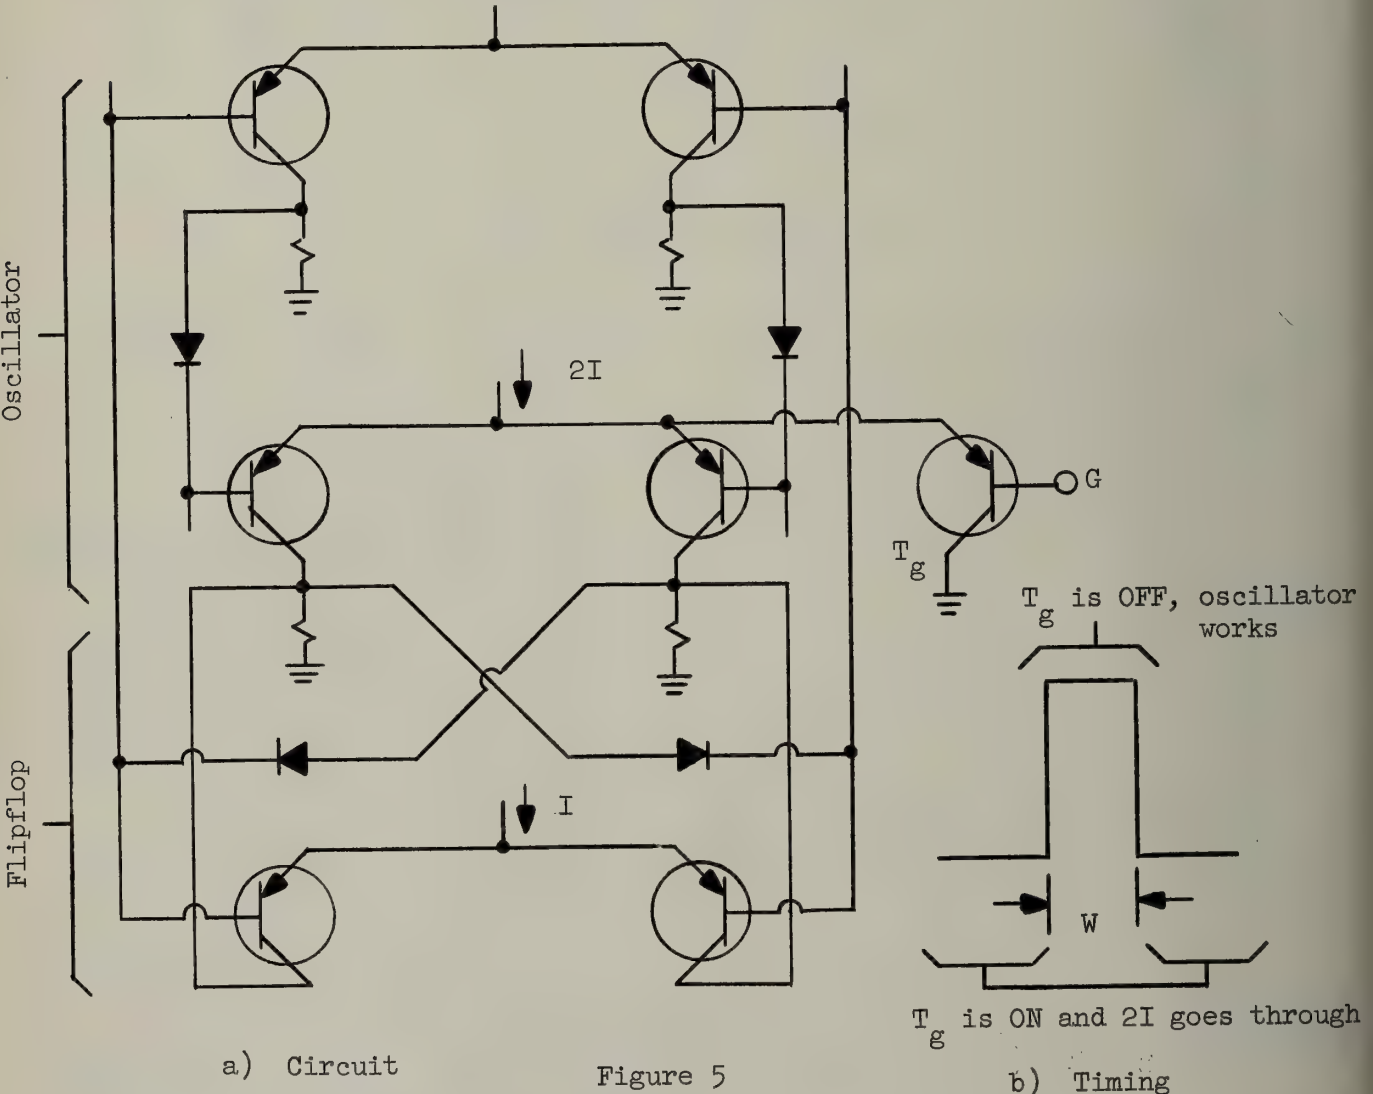 Oscillator
2I
G
T
g
T
g
is OFF, oscillator
works
Flipflop
I
W
T
g
is ON and 2I goes through
a) Circuit
Figure 5
b) Timing